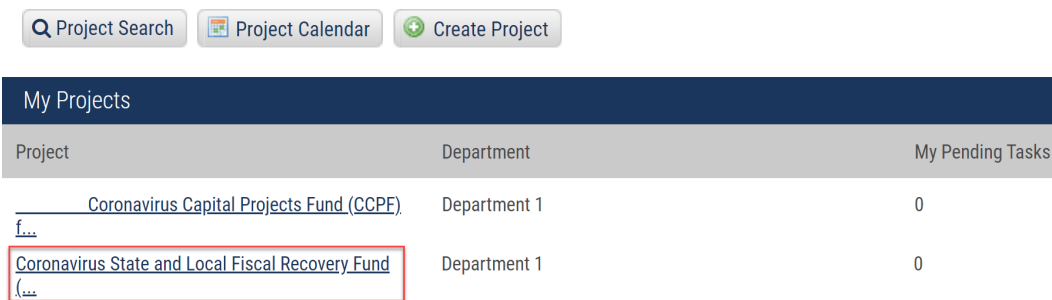 Project Search Project Calendar Create Project
My Projects
Project Department My Pending Tasks
Coronavirus Capital Projects Fund (CCPF) Department 1 0
f...
Coronavirus State and Local Fiscal Recovery Fund Department 1 0
(...